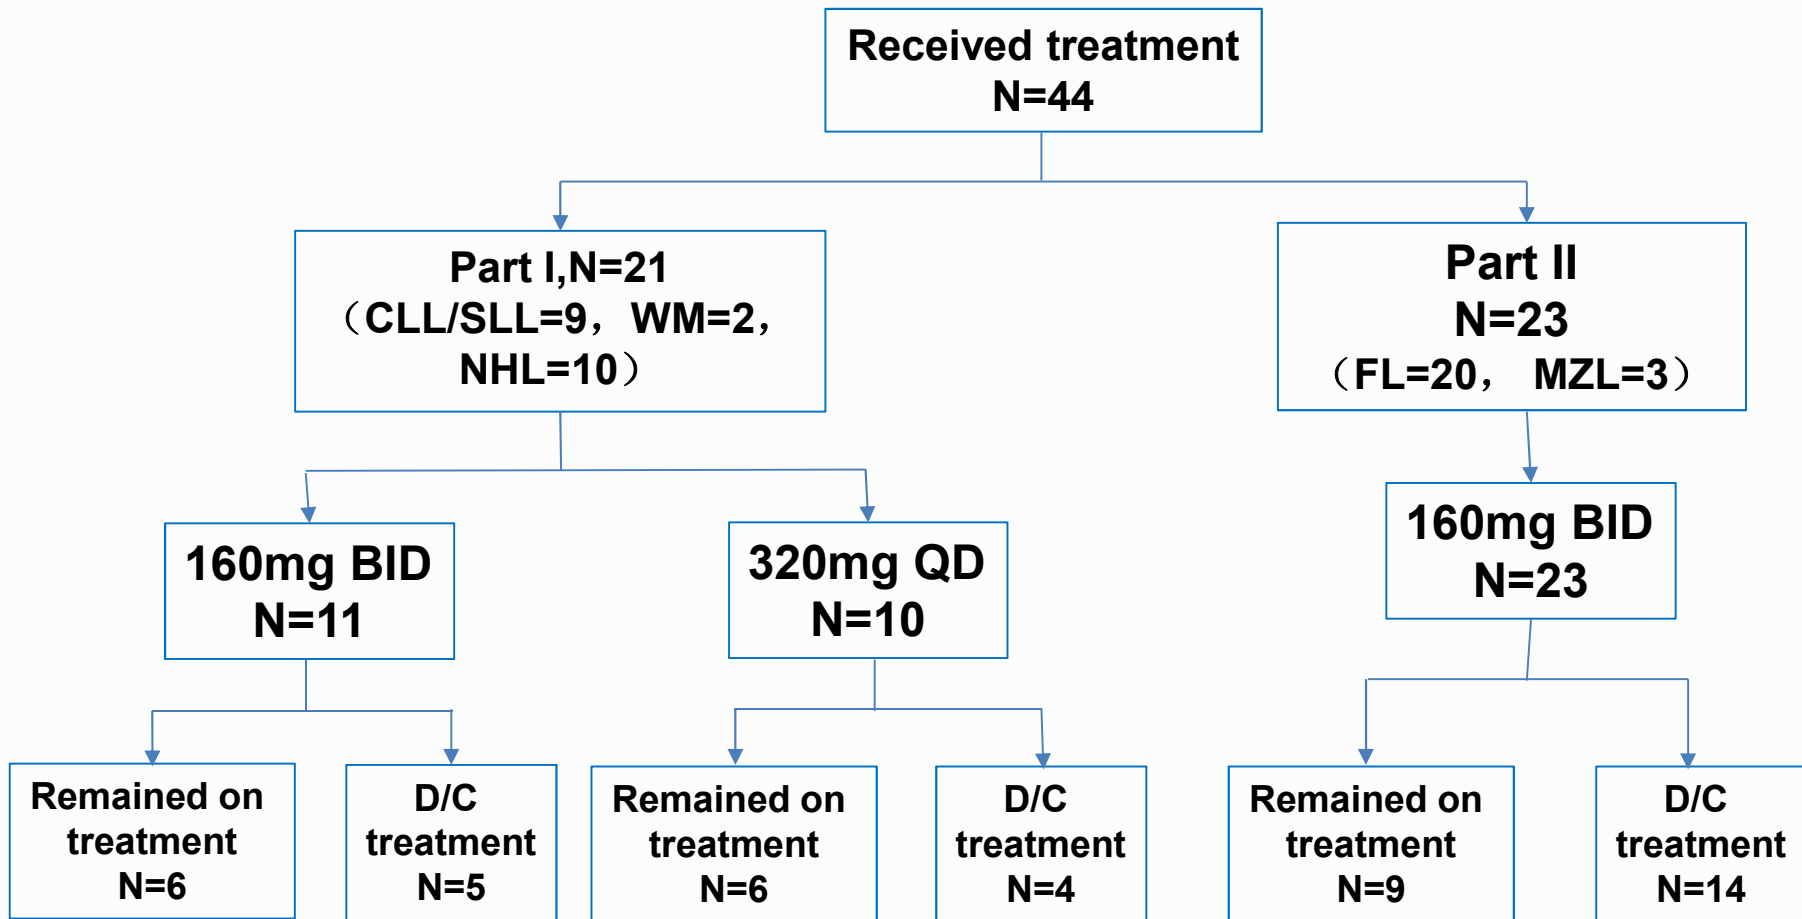 Received treatment
N=44
Part I,N=21
（CLL/SLL=9，WM=2，
NHL=10）
Part II
N=23
（FL=20， MZL=3）
160mg BID
N=11
320mg QD
N=10
160mg BID
N=23
Remained on
treatment
N=6
D/C
treatment
N=5
Remained on
treatment
N=6
D/C
treatment
N=4
Remained on
treatment
N=9
D/C
treatment
N=14